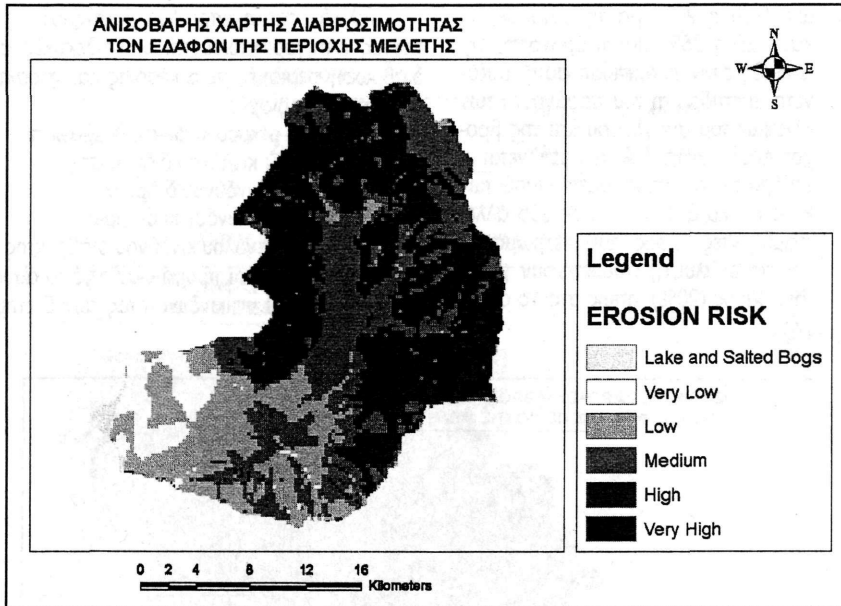 ΑΝΙΣΟΒΑΡΗΣ ΧΑΡΤΗΣ ΔΙΑΒΡΩΣΙΜΟΤΗΤΑΣ
ΤΩΝ ΕΔΑΦΩΝ ΤΗΣ ΠΕΡΙΟΧΗΣ ΜΕΛΕΤΗΣ
N
W E
S
Legend
EROSION RISK
Lake and Salted Bogs
Very Low
Low
Medium
High
Very High
0 2 4 8 12 16
Kilometers